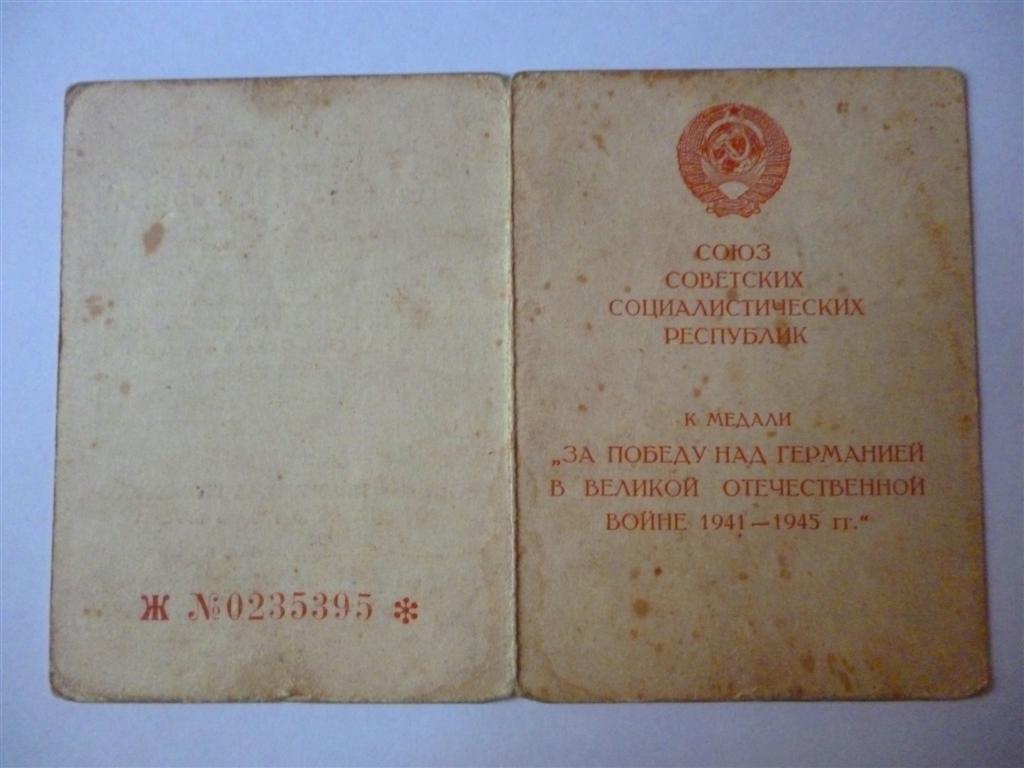 Ж №0235395 *
СОЮЗ
СОВЕТСКИХ
СОЦИАЛИСТИЧЕСКИХ
РЕСПУБЛИК
К МЕДАЛИ
„ЗА ПОБЕДУ НАД ГЕРМАНИЕЙ
В ВЕЛИКОЙ ОТЕЧЕСТВЕННОЙ
ВОЙНЕ 1941—1945 гг.“